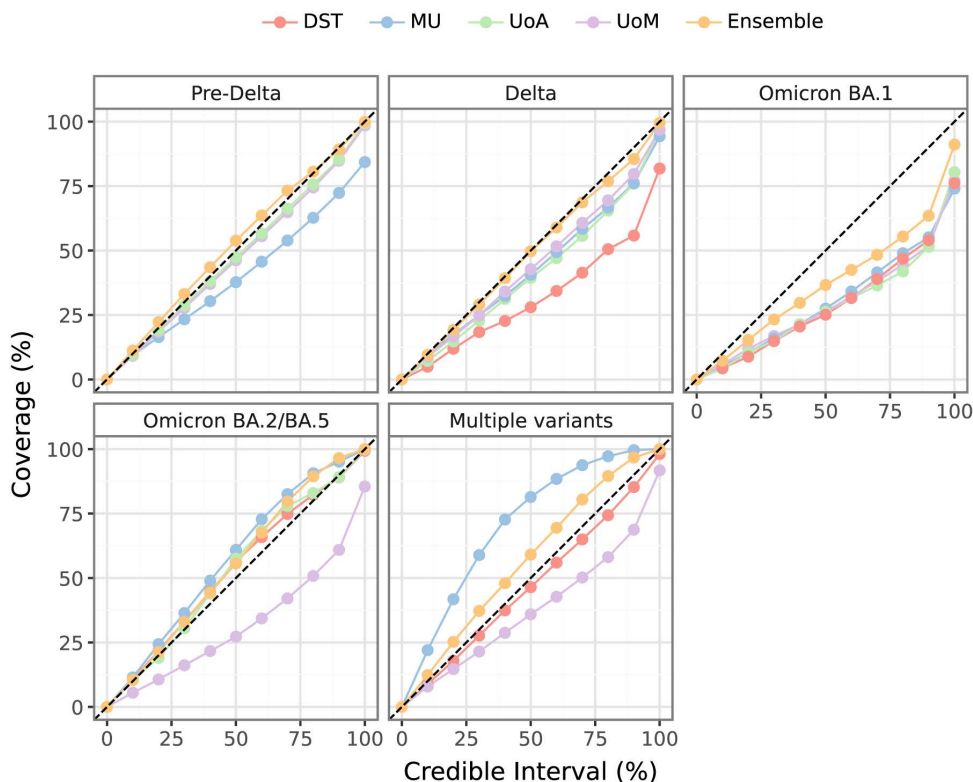 DST MU UoA UoM Ensemble
Pre-Delta Delta Omicron BA.1
100
75
50
25
0
0 25 50 75 100
Omicron BA.2/BA.5 Multiple variants
100
75
50
25
0
0 25 50 75 100 0 25 50 75 100
Coverage (%)
Credible Interval (%)